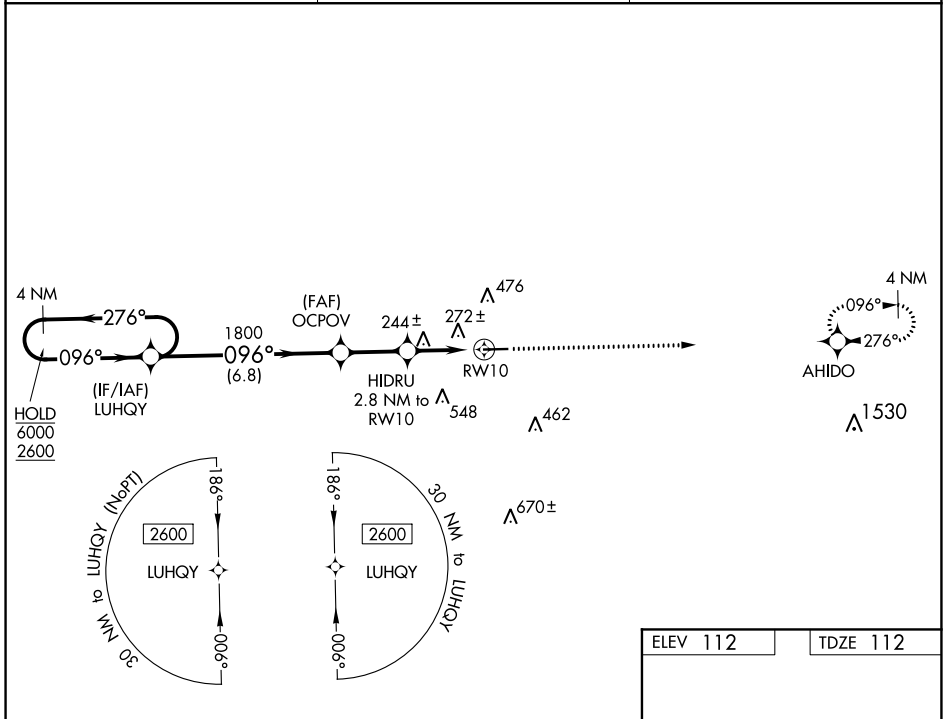 4 NM
276°
096°
(IF/IAF)
LUHQY
HOLD
6000
2600
1800
096°
(6.8)
(FAF)
OCPOV
244±
272±
476
HIDRU
2.8 NM to
RW10
RW10
548
462
670±
4 NM
096°
276°
AHIDO
1530
30 NM to LUHQY (NoPT)
186°
2600
LUHQY
006°
186°
2600
LUHQY
006°
30 NM to LUHQY
ELEV 112
TDZE 112